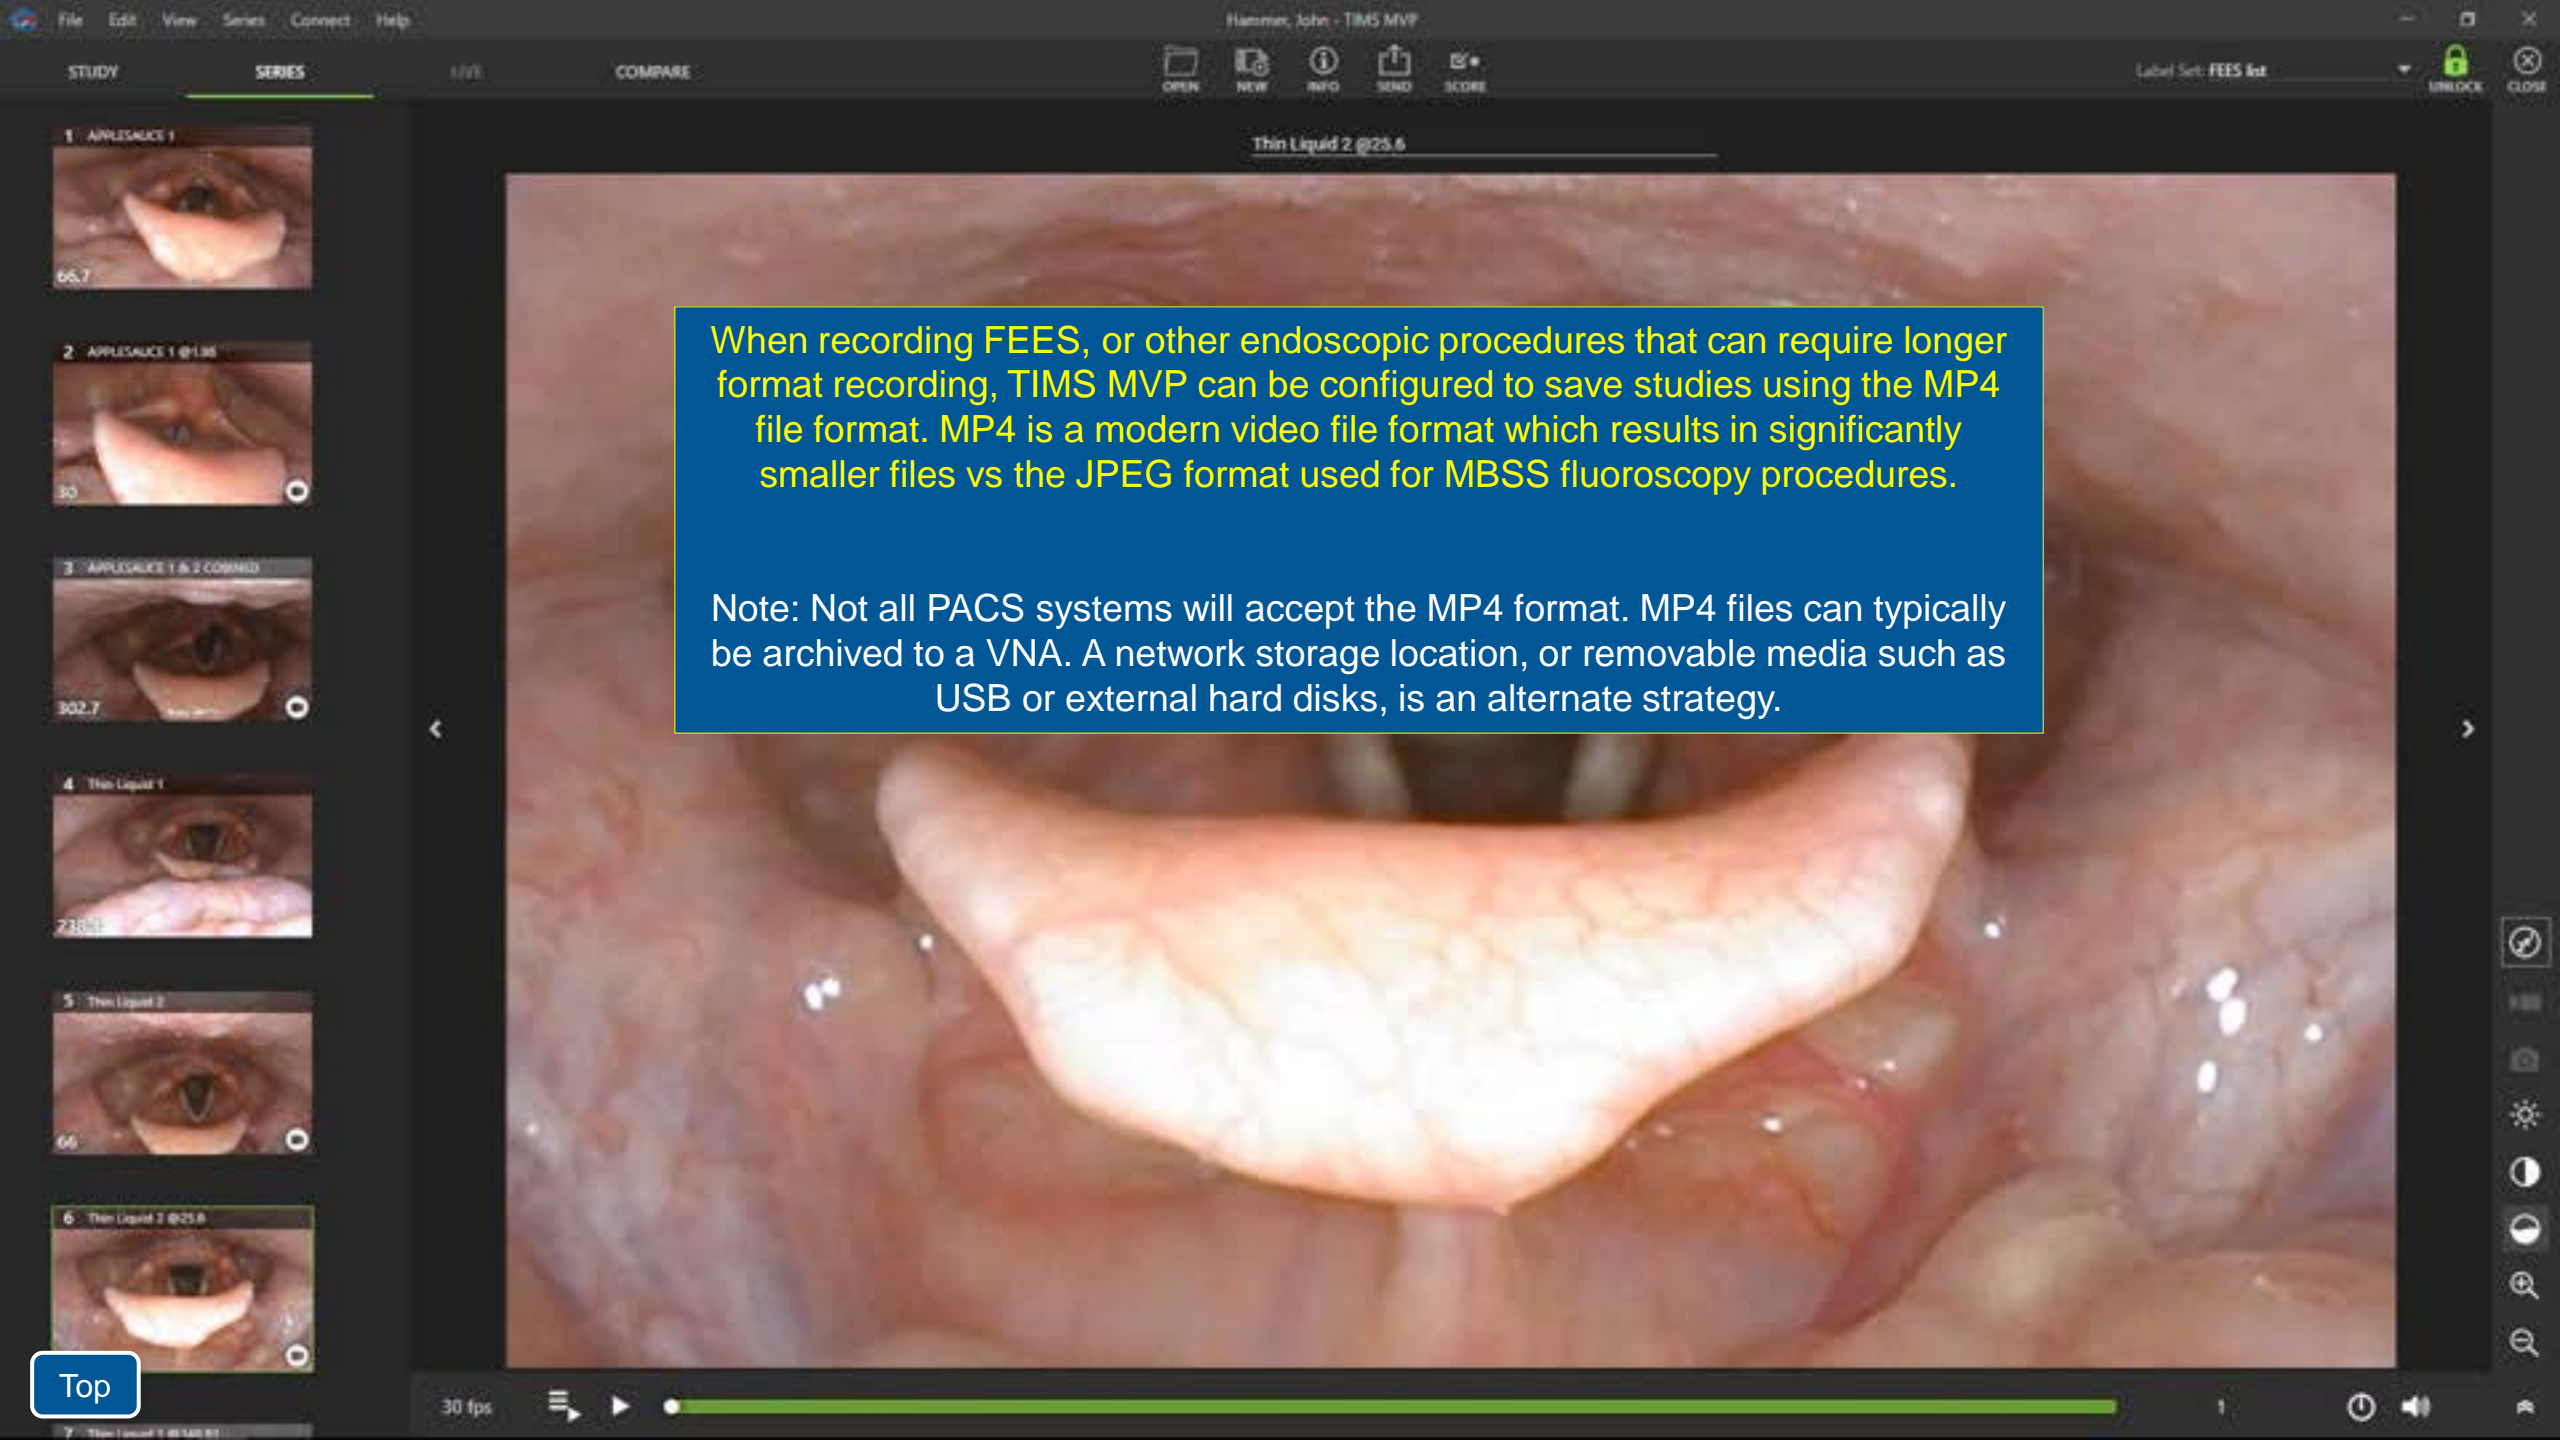 File Edit View Series Connect Help
Hammer, John - TIMS MVP
STUDY SERIES LIVE COMPARE
OPEN NEW INFO SEND SCORE
Label Set: FEES list
UNLOCK CLOSE
Thin Liquid 2 @25.6
1 APPLESAUCE 1
66.7
2 APPLESAUCE 1 @1.88
30
3 APPLESAUCE 1 & 2 COBINED
302.7
4 Thin Liquid 1
5 Thin Liquid 2
66
6 Thin Liquid 2 @25.6
When recording FEES, or other endoscopic procedures that can require longer
format recording, TIMS MVP can be configured to save studies using the MP4
file format. MP4 is a modern video file format which results in significantly
smaller files vs the JPEG format used for MBSS fluoroscopy procedures.
Note: Not all PACS systems will accept the MP4 format. MP4 files can typically
be archived to a VNA. A network storage location, or removable media such as
USB or external hard disks, is an alternate strategy.
Top
30 fps
1